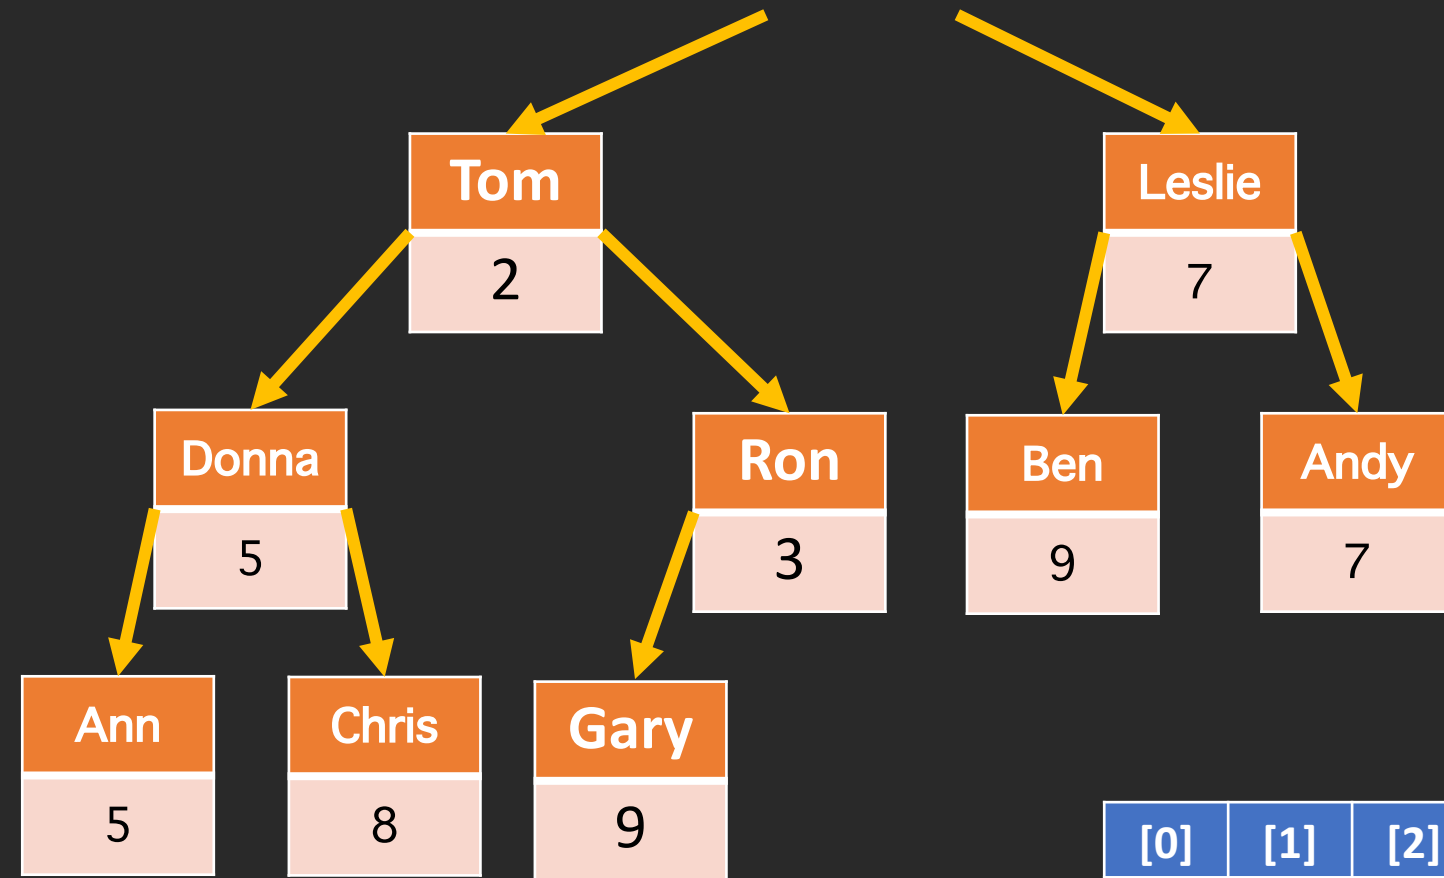 Tom
2
Leslie
7
Donna
5
Ron
3
Ben
9
Andy
7
Ann
5
Chris
8
Gary
9
[0] [1] [2]